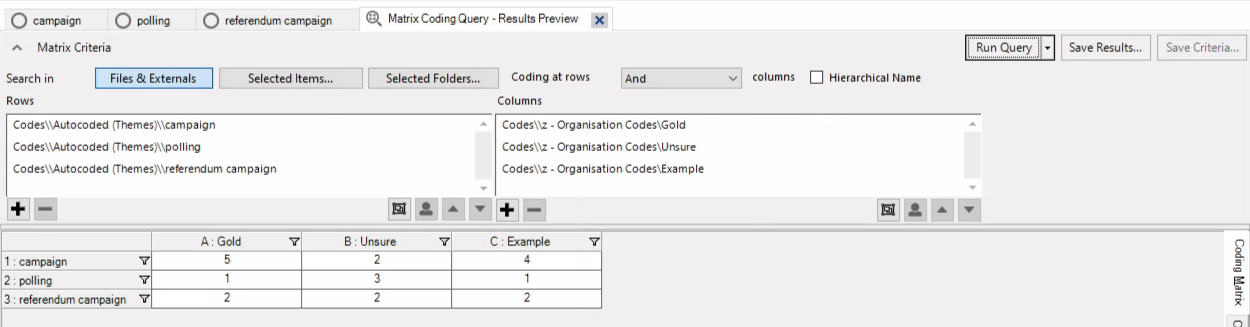 campaign polling referendum campaign Matrix Coding Query - Results Preview
Matrix Criteria Run Query Save Results... Save Criteria...
Search in Files & Externals Selected Items... Selected Folders... Coding at rows And columns Hierarchical Name
Rows Columns
Codes\\Autocoded (Themes)\\campaign Codes\\z - Organisation Codes\Gold
Codes\\Autocoded (Themes)\\polling Codes\\z - Organisation Codes\Unsure
Codes\\Autocoded (Themes)\\referendum campaign Codes\\z - Organisation Codes\Example
A : Gold B : Unsure C : Example
1 : campaign 5 2 4
2 : polling 1 3 1
3 : referendum campaign 2 2 2
Coding Matrix